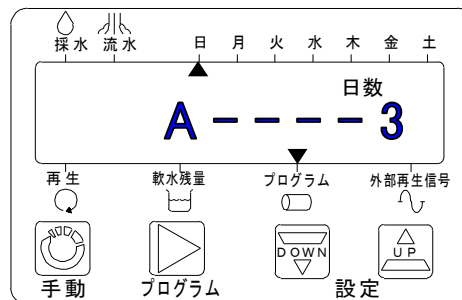 採水 流水 日 月 火 水 木 金 土
日数
A----3
再生 軟水残量 プログラム 外部再生信号
DOWN UP
手動 プログラム 設定